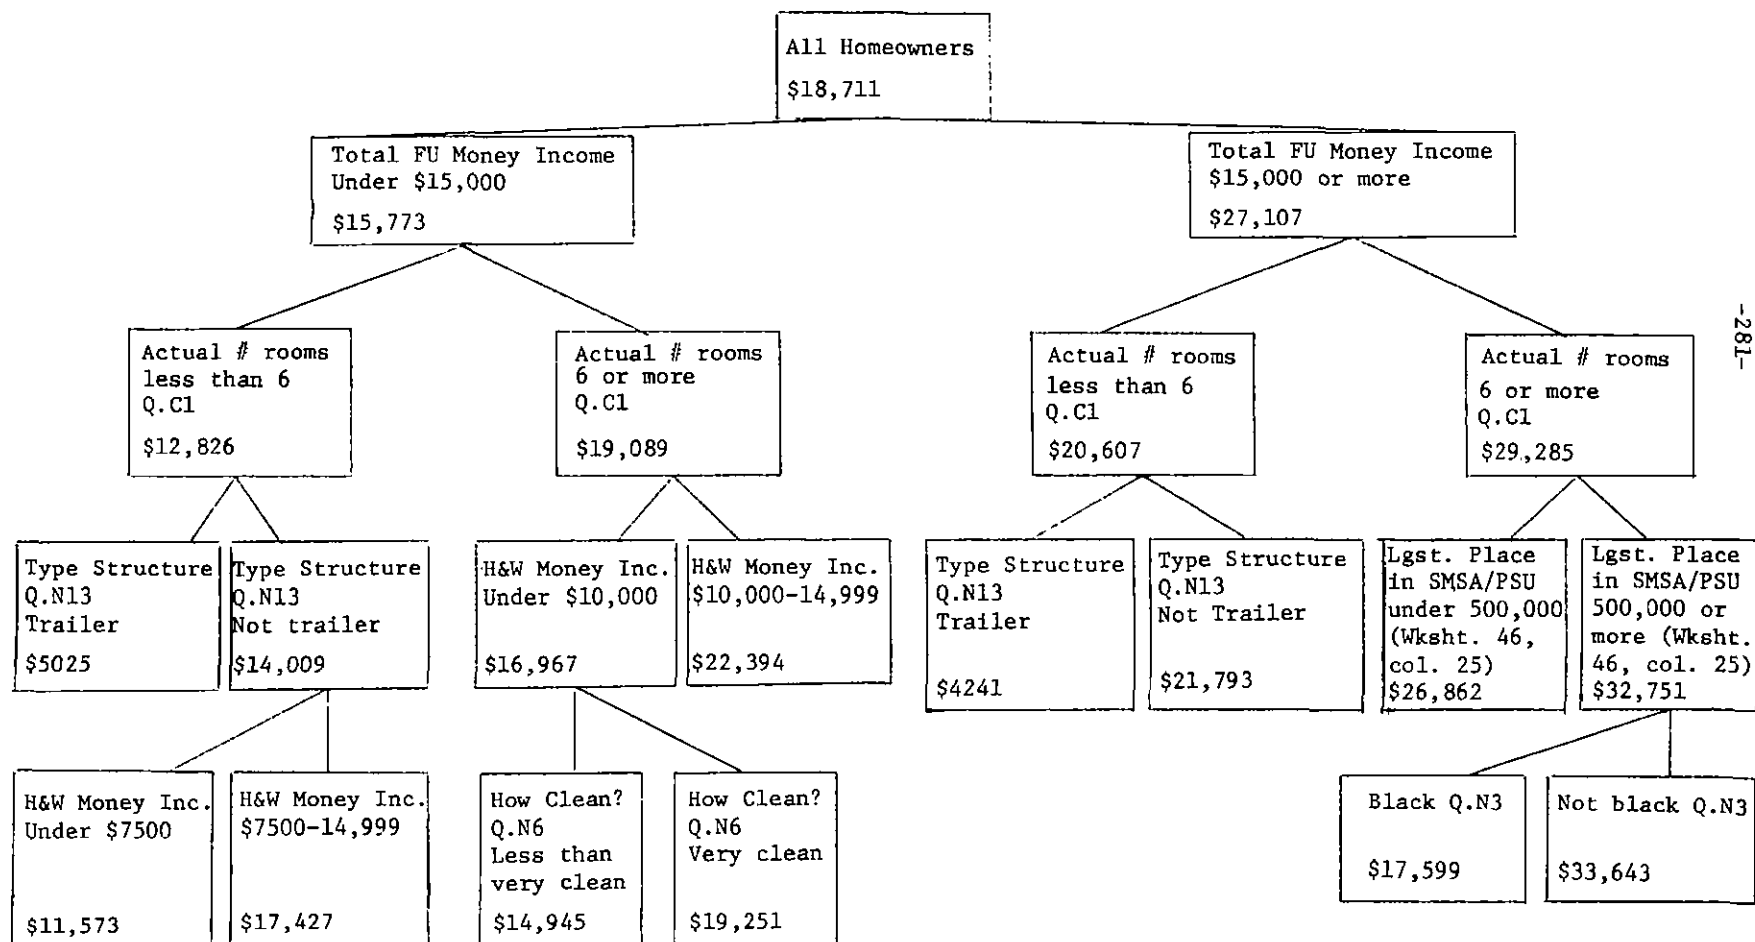 All Homeowners
$18,711
Total FU Money Income
Under $15,000
$15,773
Total FU Money Income
$15,000 or more
$27,107
-281-
Actual # rooms
less than 6
Q.C1
$12,826
Actual # rooms
6 or more
Q.C1
$19,089
Actual # rooms
less than 6
Q.C1
$20,607
Actual # rooms
6 or more
Q.C1
$29,285
Type Structure
Q.N13
Trailer
$5025
Type Structure
Q.N13
Not trailer
$14,009
H&W Money Inc.
Under $10,000
$16,967
H&W Money Inc.
$10,000-14,999
$22,394
Type Structure
Q.N13
Trailer
$4241
Type Structure
Q.N13
Not Trailer
$21,793
Lgst. Place
in SMSA/PSU
under 500,000
(Wksht. 46,
col. 25)
$26,862
Lgst. Place
in SMSA/PSU
500,000 or
more (Wksht.
46, col. 25)
$32,751
H&W Money Inc.
Under $7500
$11,573
H&W Money Inc.
$7500-14,999
$17,427
How Clean?
Q.N6
Less than
very clean
$14,945
How Clean?
Q.N6
Very clean
$19,251
Black Q.N3
$17,599
Not black Q.N3
$33,643